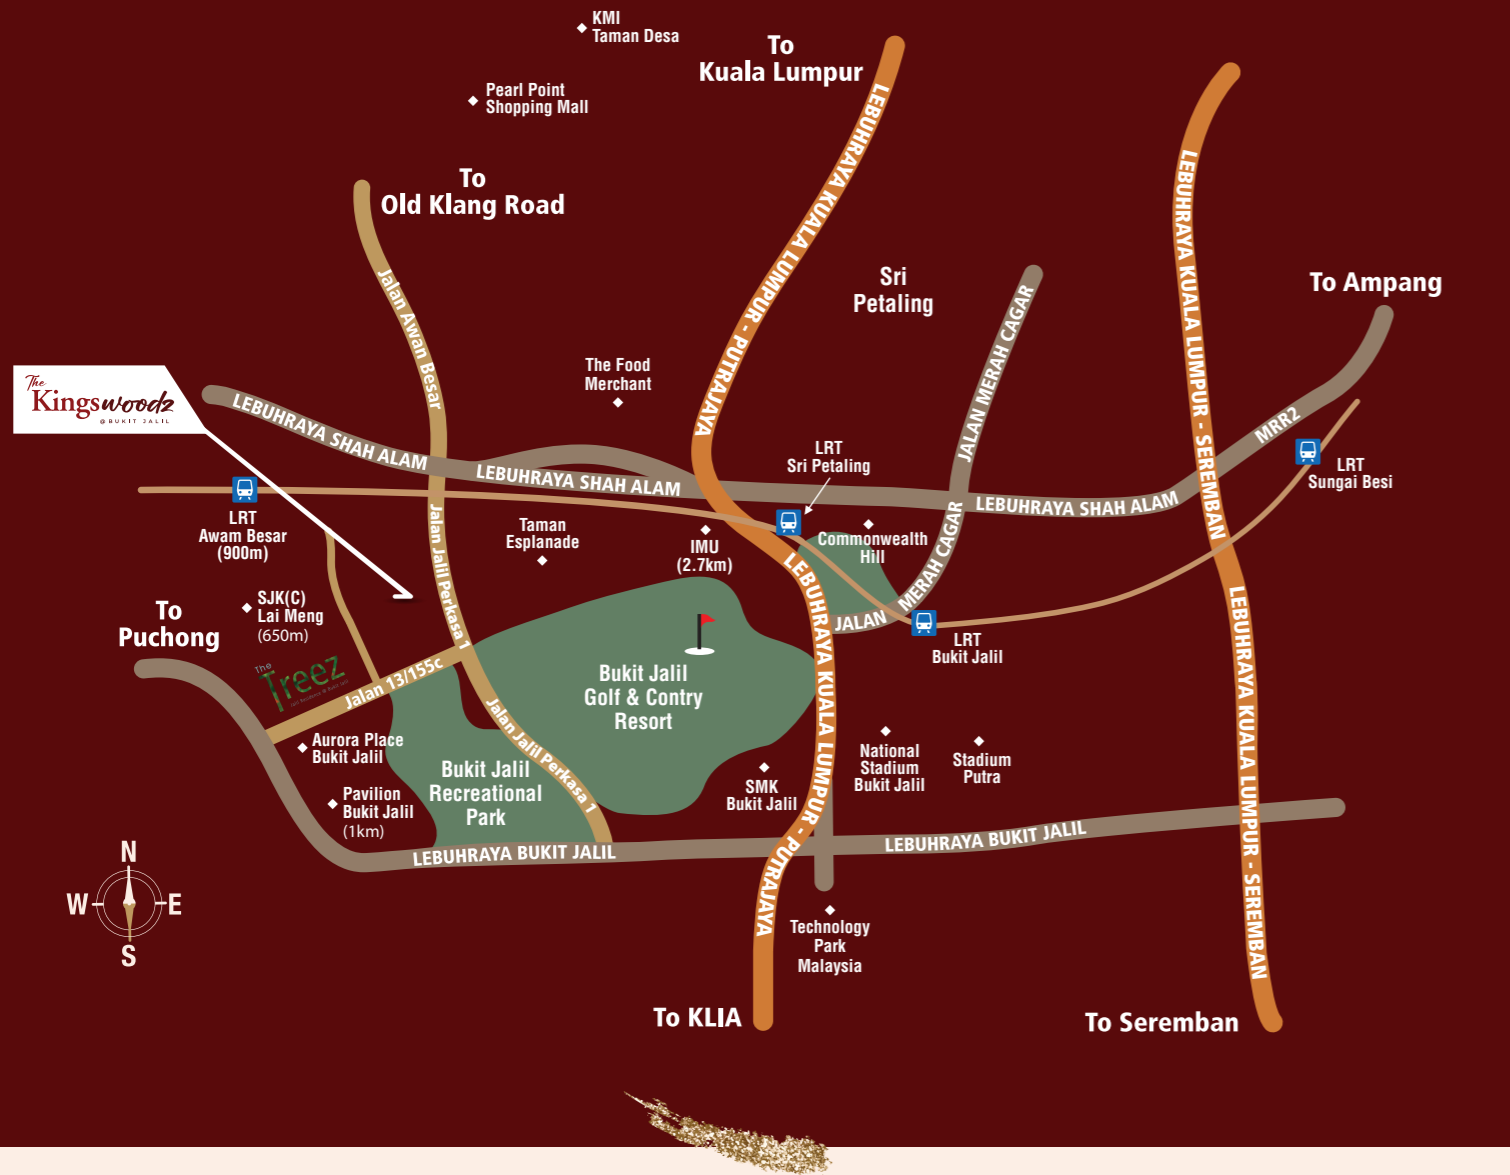 KMI
Taman Desa
To
Kuala Lumpur
Pearl Point
Shopping Mall
To
Old Klang Road
LEBUHRAYA KUALA LUMPUR - PUTRAJAYA
LEBUHRAYA KUALA LUMPUR - SEREMBAN
Jalan Awan Besar
Sri
Petaling
To Ampang
JALAN MERAH CAGAR
The Food
Merchant
The
Kingswoodz
@ BUKIT JALIL
LEBUHRAYA SHAH ALAM
LEBUHRAYA SHAH ALAM
LRT
Sri Petaling
MRR2
LRT
Sungai Besi
LEBUHRAYA SHAH ALAM
LRT
Awam Besar
(900m)
Jalan Jalil Perkasa 1
Taman
Esplanade
IMU
(2.7km)
Commonwealth
Hill
JALAN MERAH CAGAR
SJK(C)
Lai Meng
(650m)
To
Puchong
LRT
Bukit Jalil
The
Treez
Jalan 13/155c
Bukit Jalil
Golf & Contry
Resort
LEBUHRAYA KUALA LUMPUR - PUTRAJAYA
LEBUHRAYA KUALA LUMPUR - SEREMBAN
Jalan Jalil Perkasa 1
Aurora Place
Bukit Jalil
National
Stadium
Bukit Jalil
Stadium
Putra
Bukit Jalil
Recreational
Park
SMK
Bukit Jalil
Pavilion
Bukit Jalil
(1km)
LEBUHRAYA BUKIT JALIL
LEBUHRAYA BUKIT JALIL
N
W
E
S
Technology
Park
Malaysia
To KLIA
To Seremban